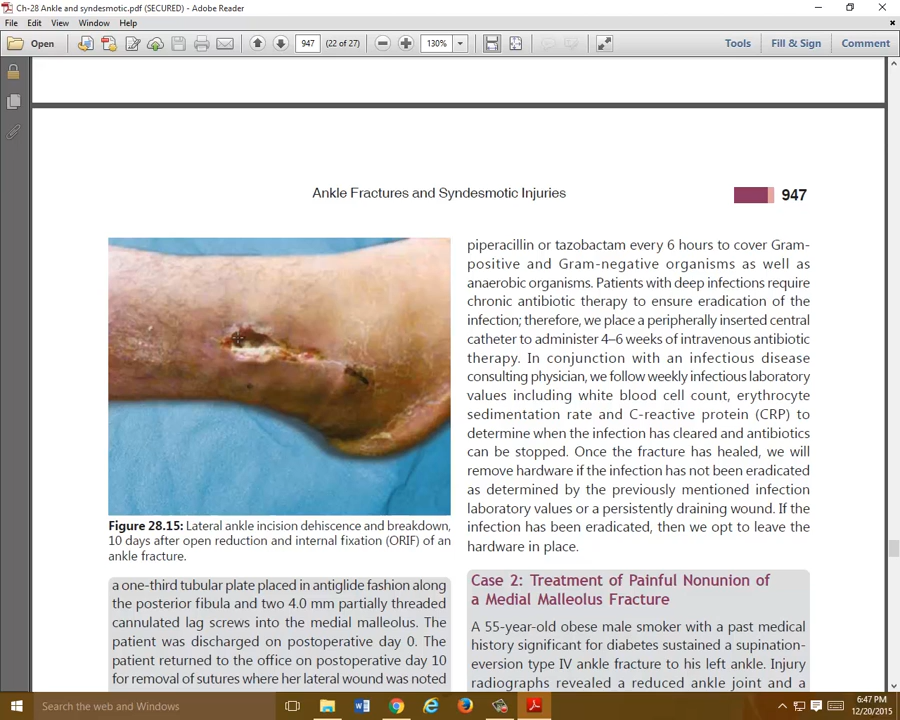 Ch-28 Ankle and syndesmotic.pdf (SECURED) - Adobe Reader
File Edit View Window Help
Open 947 (22 of 27) 130% Tools Fill & Sign Comment
Ankle Fractures and Syndesmotic Injuries 947
Figure 28.15: Lateral ankle incision dehiscence and breakdown,
10 days after open reduction and internal fixation (ORIF) of an
ankle fracture.
a one-third tubular plate placed in antiglide fashion along
the posterior fibula and two 4.0 mm partially threaded
cannulated lag screws into the medial malleolus. The
patient was discharged on postoperative day 0. The
patient returned to the office on postoperative day 10
for removal of sutures where her lateral wound was noted
piperacillin or tazobactam every 6 hours to cover Gram-
positive and Gram-negative organisms as well as
anaerobic organisms. Patients with deep infections require
chronic antibiotic therapy to ensure eradication of the
infection; therefore, we place a peripherally inserted central
catheter to administer 4–6 weeks of intravenous antibiotic
therapy. In conjunction with an infectious disease
consulting physician, we follow weekly infectious laboratory
values including white blood cell count, erythrocyte
sedimentation rate and C-reactive protein (CRP) to
determine when the infection has cleared and antibiotics
can be stopped. Once the fracture has healed, we will
remove hardware if the infection has not been eradicated
as determined by the previously mentioned infection
laboratory values or a persistently draining wound. If the
infection has been eradicated, then we opt to leave the
hardware in place.
Case 2: Treatment of Painful Nonunion of
a Medial Malleolus Fracture
A 55-year-old obese male smoker with a past medical
history significant for diabetes sustained a supination-
eversion type IV ankle fracture to his left ankle. Injury
radiographs revealed a reduced ankle joint and a
Search the web and Windows
6:47 PM
12/20/2015